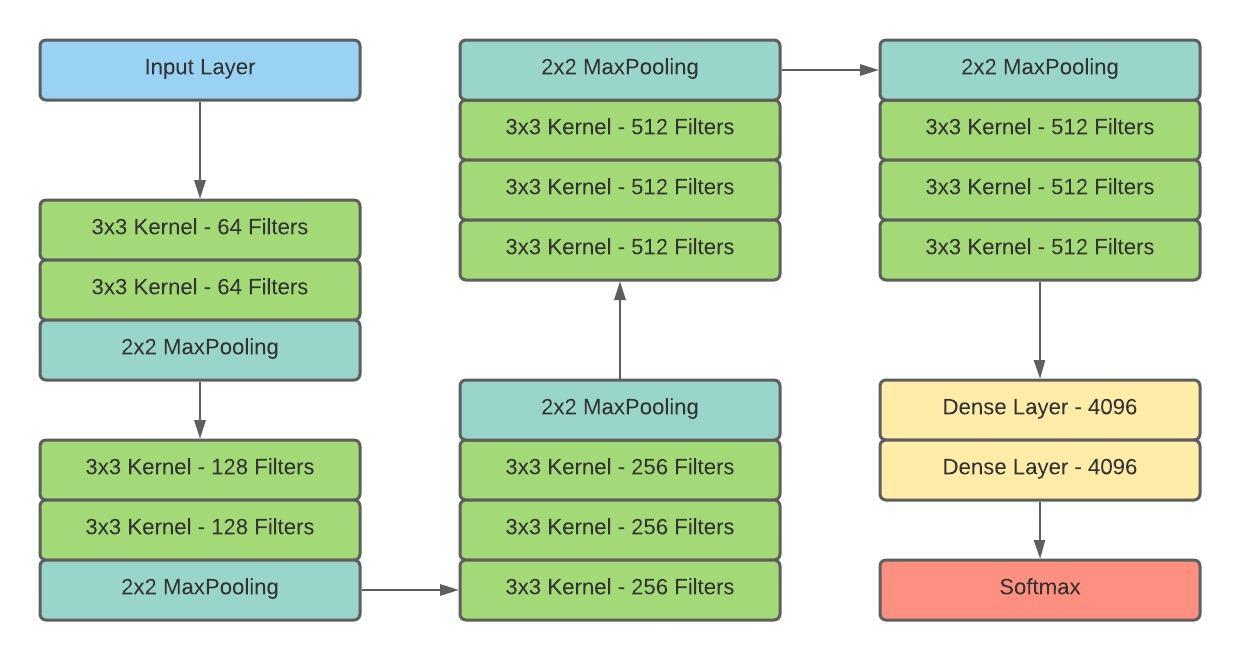 Input Layer
3x3 Kernel - 64 Filters
3x3 Kernel - 64 Filters
2x2 MaxPooling
3x3 Kernel - 128 Filters
3x3 Kernel - 128 Filters
2x2 MaxPooling
2x2 MaxPooling
3x3 Kernel - 512 Filters
3x3 Kernel - 512 Filters
3x3 Kernel - 512 Filters
2x2 MaxPooling
3x3 Kernel - 256 Filters
3x3 Kernel - 256 Filters
3x3 Kernel - 256 Filters
2x2 MaxPooling
3x3 Kernel - 512 Filters
3x3 Kernel - 512 Filters
3x3 Kernel - 512 Filters
Dense Layer - 4096
Dense Layer - 4096
Softmax